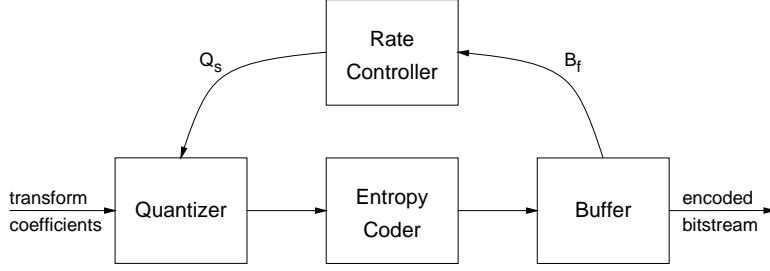 Rate
Controller
Q_s
B_f
transform
coefficients
Quantizer
Entropy
Coder
Buffer
encoded
bitstream